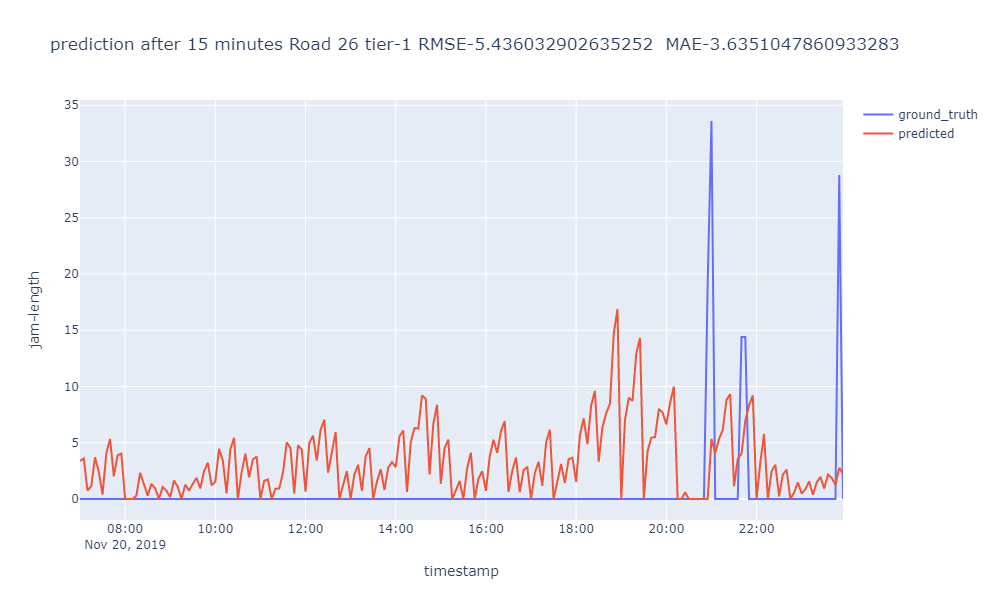 prediction after 15 minutes Road 26 tier-1 RMSE-5.436032902635252  MAE-3.6351047860933283
ground_truth
predicted
35
30
25
20
15
10
5
0
jam-length
08:00 10:00 12:00 14:00 16:00 18:00 20:00 22:00
Nov 20, 2019
timestamp